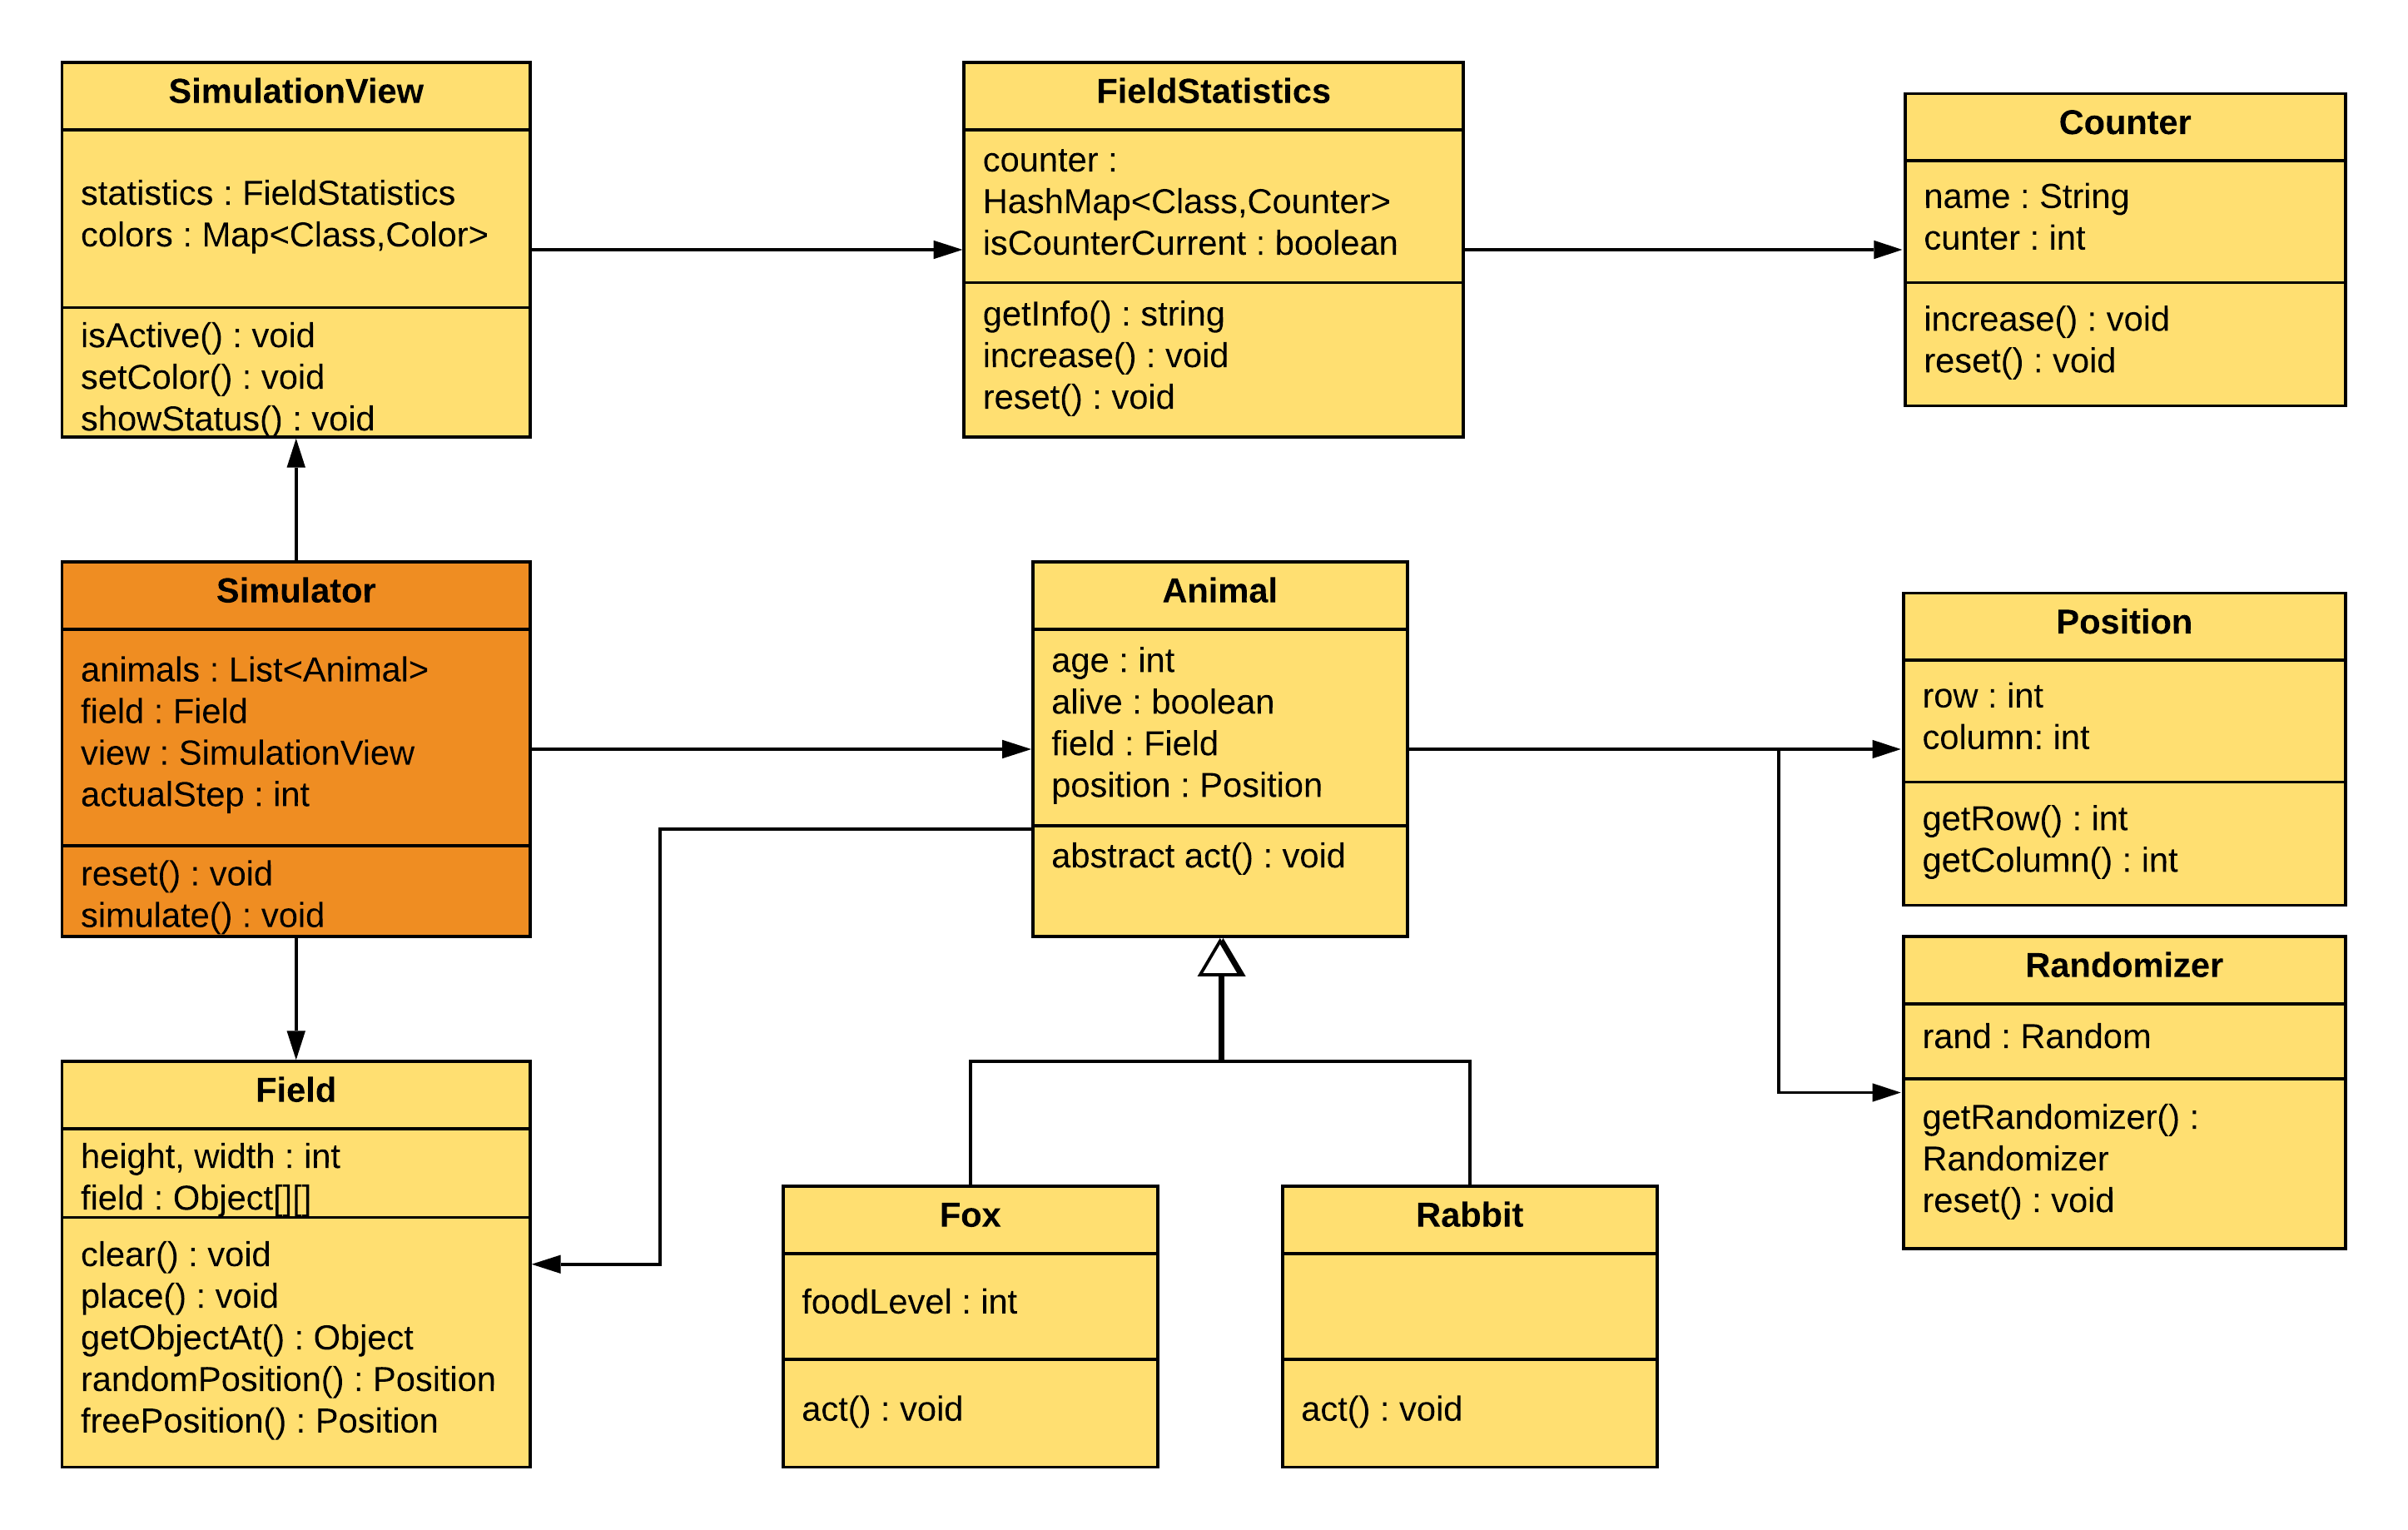 SimulationView
statistics : FieldStatistics
colors : Map<Class,Color>
isActive() : void
setColor() : void
showStatus() : void
FieldStatistics
counter :
HashMap<Class,Counter>
isCounterCurrent : boolean
getInfo() : string
increase() : void
reset() : void
Counter
name : String
cunter : int
increase() : void
reset() : void
Simulator
animals : List<Animal>
field : Field
view : SimulationView
actualStep : int
reset() : void
simulate() : void
Animal
age : int
alive : boolean
field : Field
position : Position
abstract act() : void
Position
row : int
column: int
getRow() : int
getColumn() : int
Randomizer
rand : Random
getRandomizer() :
Randomizer
reset() : void
Field
height, width : int
field : Object[][]
clear() : void
place() : void
getObjectAt() : Object
randomPosition() : Position
freePosition() : Position
Fox
foodLevel : int
act() : void
Rabbit
act() : void